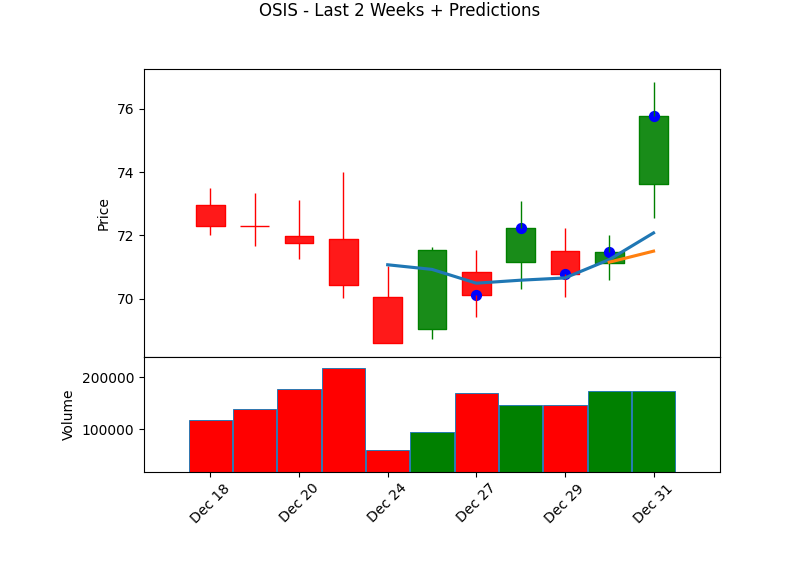 OSIS - Last 2 Weeks + Predictions
76
74
72
70
Price
200000
100000
Volume
Dec 18
Dec 20
Dec 24
Dec 27
Dec 29
Dec 31